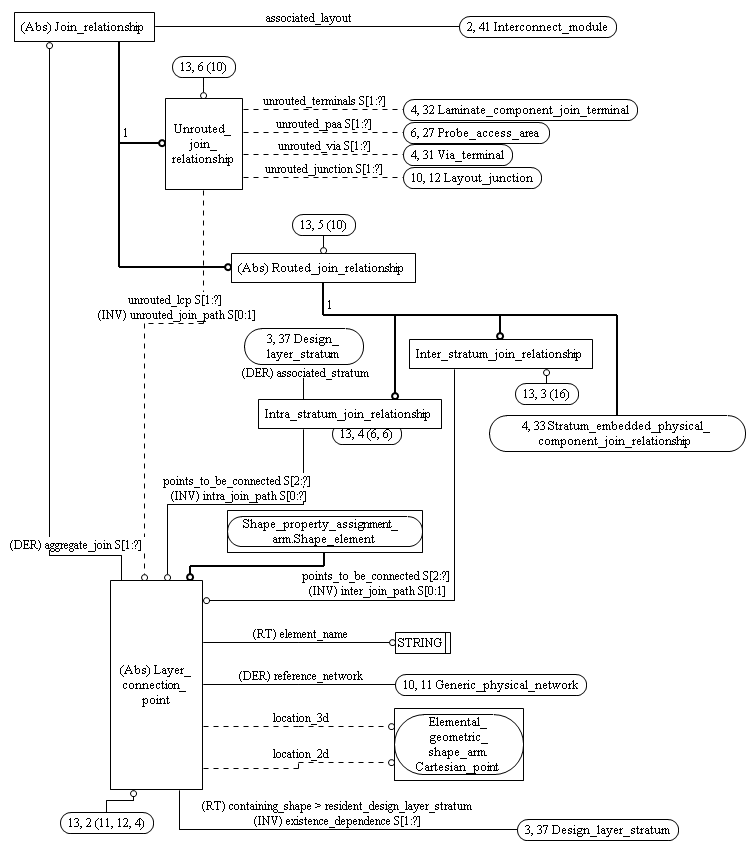 associated_layout
(Abs) Join_relationship
2, 41 Interconnect_module
13, 6 (10)
unrouted_terminals S[1:?]
4, 32 Laminate_component_join_terminal
1
Unrouted_
join_
relationship
unrouted_paa S[1:?]
6, 27 Probe_access_area
unrouted_via S[1:?]
4, 31 Via_terminal
unrouted_junction S[1:?]
10, 12 Layout_junction
13, 5 (10)
(Abs) Routed_join_relationship
unrouted_lcp S[1:?]
(INV) unrouted_join_path S[0:1]
1
3, 37 Design_
layer_stratum
(DER) associated_stratum
Inter_stratum_join_relationship
13, 3 (16)
Intra_stratum_join_relationship
13, 4 (6, 6)
4, 33 Stratum_embedded_physical_
component_join_relationship
points_to_be_connected S[2:?]
(INV) intra_join_path S[0:?]
Shape_property_assignment_
arm.Shape_element
(DER) aggregate_join S[1:?]
points_to_be_connected S[2:?]
(INV) inter_join_path S[0:1]
(RT) element_name
STRING
(Abs) Layer_
connection_
point
(DER) reference_network
10, 11 Generic_physical_network
location_3d
location_2d
Elemental_
geometric_
shape_arm.
Cartesian_point
13, 2 (11, 12, 4)
(RT) containing_shape > resident_design_layer_stratum
(INV) existence_dependence S[1:?]
3, 37 Design_layer_stratum